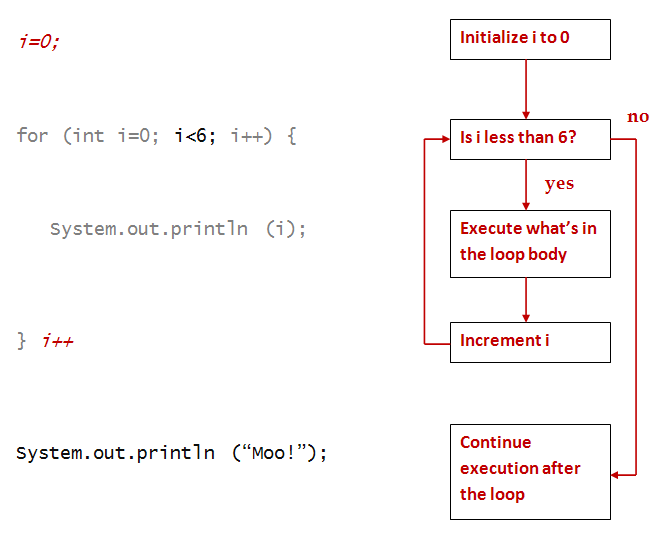 i=0;
for (int i=0; i<6; i++) {
System.out.println (i);
} i++
System.out.println (“Moo!”);
Initialize i to 0
Is i less than 6?
no
yes
Execute what’s in
the loop body
Increment i
Continue
execution after
the loop